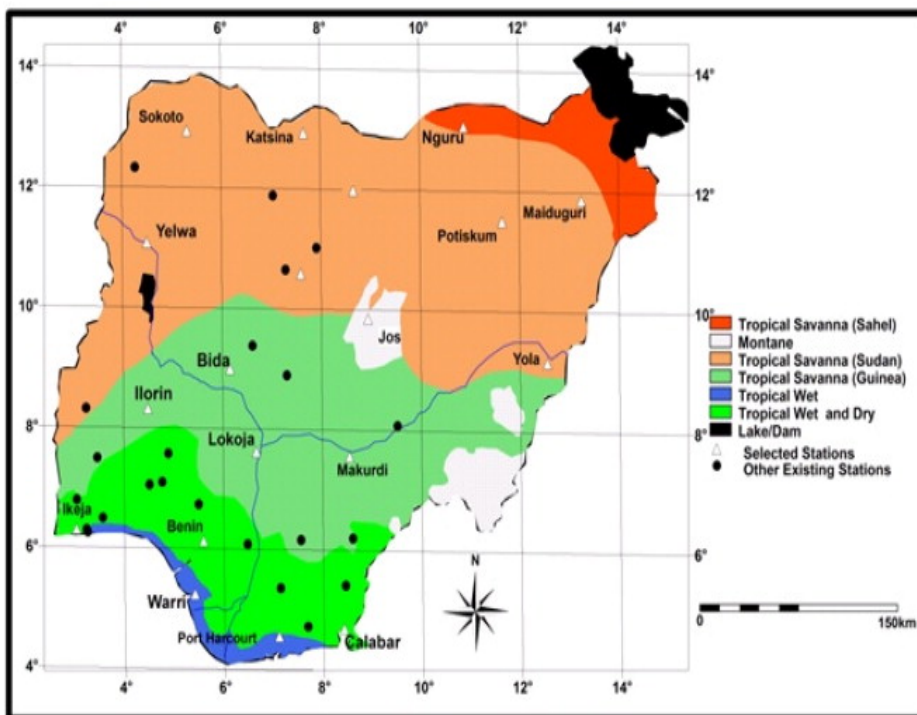 4° 6° 8° 10° 12° 14°
14° 14°
Sokoto
Katsina
Nguru
12° 12°
Maiduguri
Potiskum
Yelwa
10° 10°
Jos
Bida
Yola
Ilorin
8° 8°
Lokoja
Makurdi
Ikeja
Benin
6° 6°
Warri
Port Harcourt
Calabar
4°
4° 6° 8° 10° 12° 14°
Tropical Savanna (Sahel)
Montane
Tropical Savanna (Sudan)
Tropical Savanna (Guinea)
Tropical Wet
Tropical Wet and Dry
Lake/Dam
Selected Stations
Other Existing Stations
N
0 150km